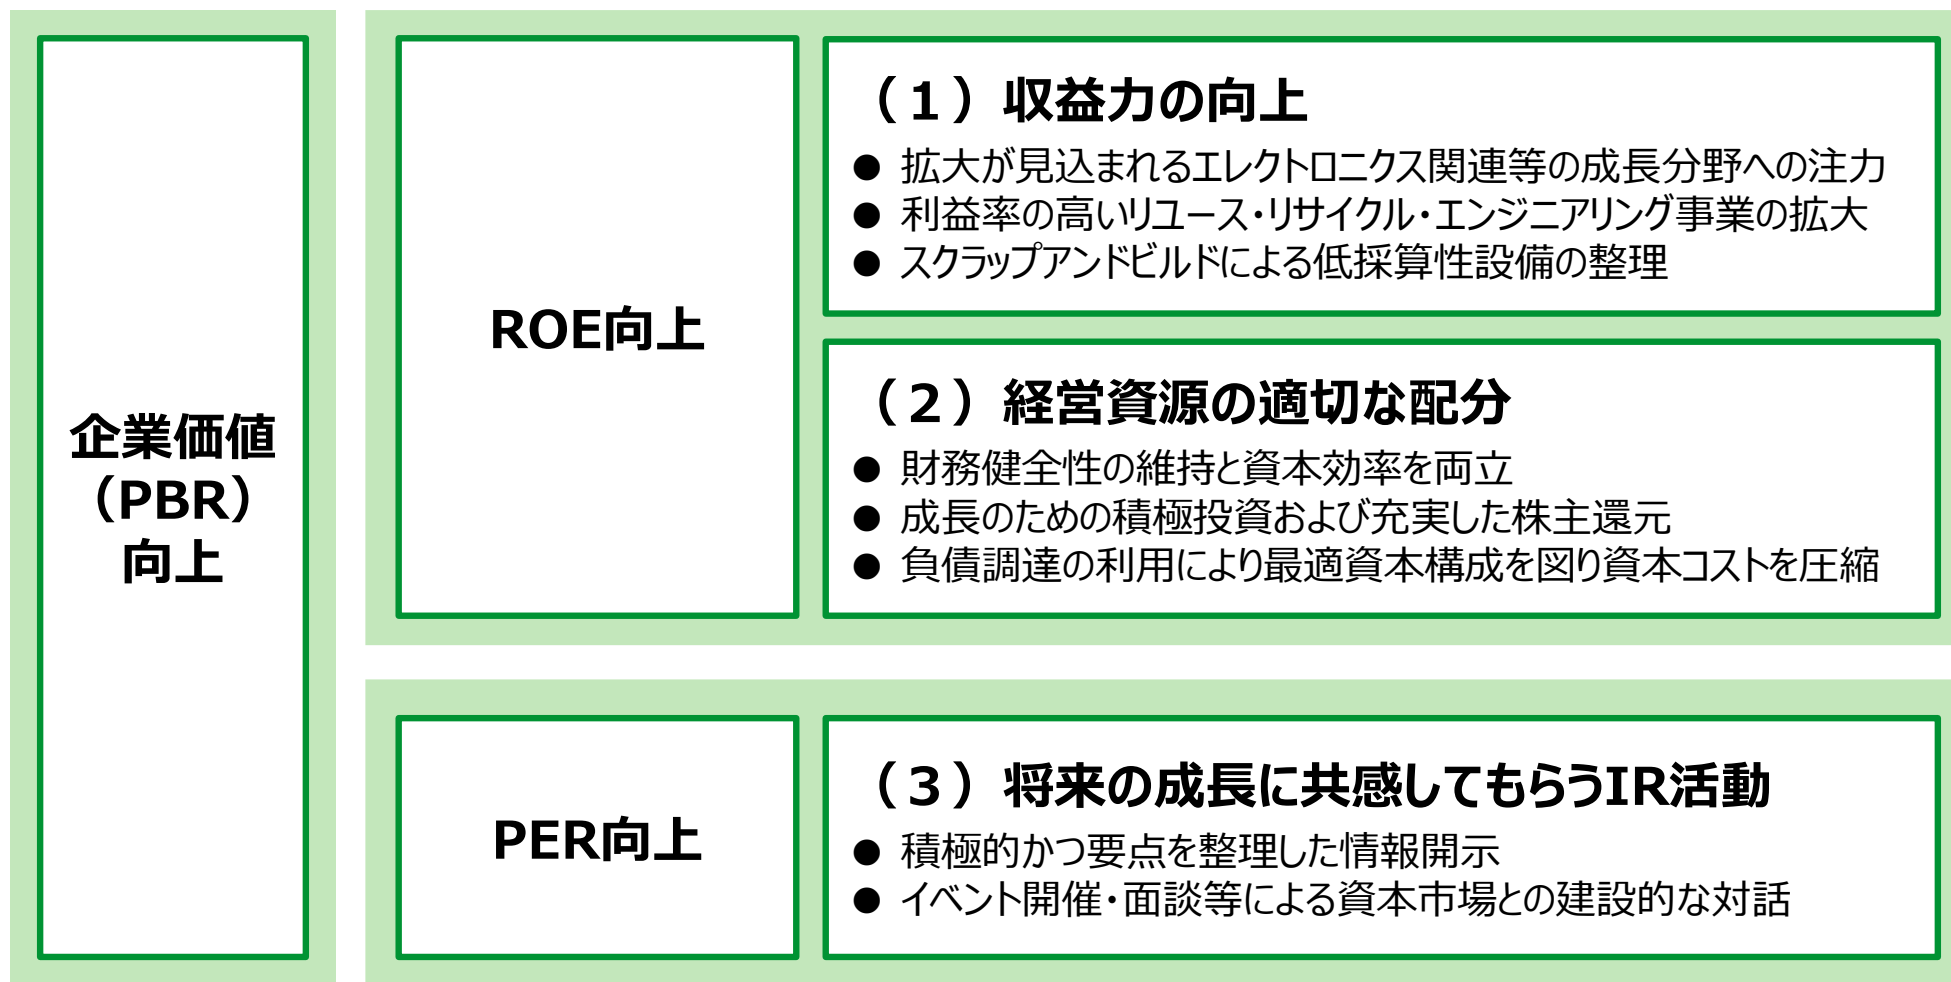 企業価値
（PBR）
向上
ROE向上
（１）収益力の向上
● 拡大が見込まれるエレクトロニクス関連等の成長分野への注力
● 利益率の高いリユース・リサイクル・エンジニアリング事業の拡大
● スクラップアンドビルドによる低採算性設備の整理
（２）経営資源の適切な配分
● 財務健全性の維持と資本効率を両立
● 成長のための積極投資および充実した株主還元
● 負債調達の利用により最適資本構成を図り資本コストを圧縮
PER向上
（３）将来の成長に共感してもらうIR活動
● 積極的かつ要点を整理した情報開示
● イベント開催・面談等による資本市場との建設的な対話